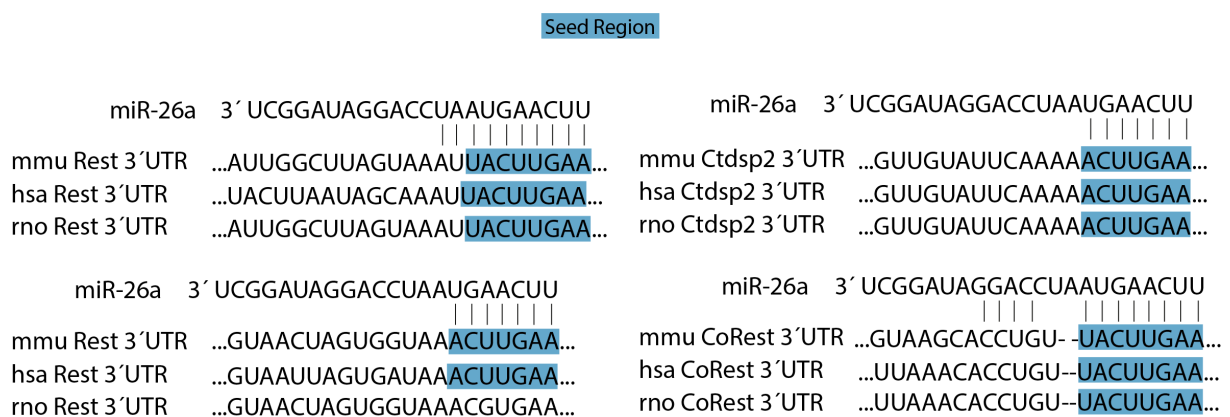 Seed Region
miR-26a 3´ UCGGAUAGGACCUAAUGAACUU
mmu Rest 3´UTR ...AUUGGCUUAGUAAAUUACUUGAA...
hsa Rest 3´UTR ...UACUUAAUAGCAAAUUACUUGAA...
rno Rest 3´UTR ...AUUGGCUUAGUAAAUUACUUGAA...
miR-26a 3´ UCGGAUAGGACCUAAUGAACUU
mmu Ctdsp2 3´UTR ...GUUGUAUUCAAAAACUUGAA...
hsa Ctdsp2 3´UTR ...GUUGUAUUCAAAAACUUGAA...
rno Ctdsp2 3´UTR ...GUUGUAUUCAAAAACUUGAA...
miR-26a 3´ UCGGAUAGGACCUAAUGAACUU
mmu Rest 3´UTR ...GUAACUAGUGGUAAACUUGAA...
hsa Rest 3´UTR ...GUAAUUAGUGAUAAACUUGAA...
rno Rest 3´UTR ...GUAACUAGUGGUAAACGUGAA...
miR-26a 3´ UCGGAUAGGACCUAAUGAACUU
mmu CoRest 3´UTR ...GUAAGCACCUGU--UACUUGAA...
hsa CoRest 3´UTR ...UUAAACACCUGU--UACUUGAA...
rno CoRest 3´UTR ...UUAAACACCUGU--UACUUGAA...